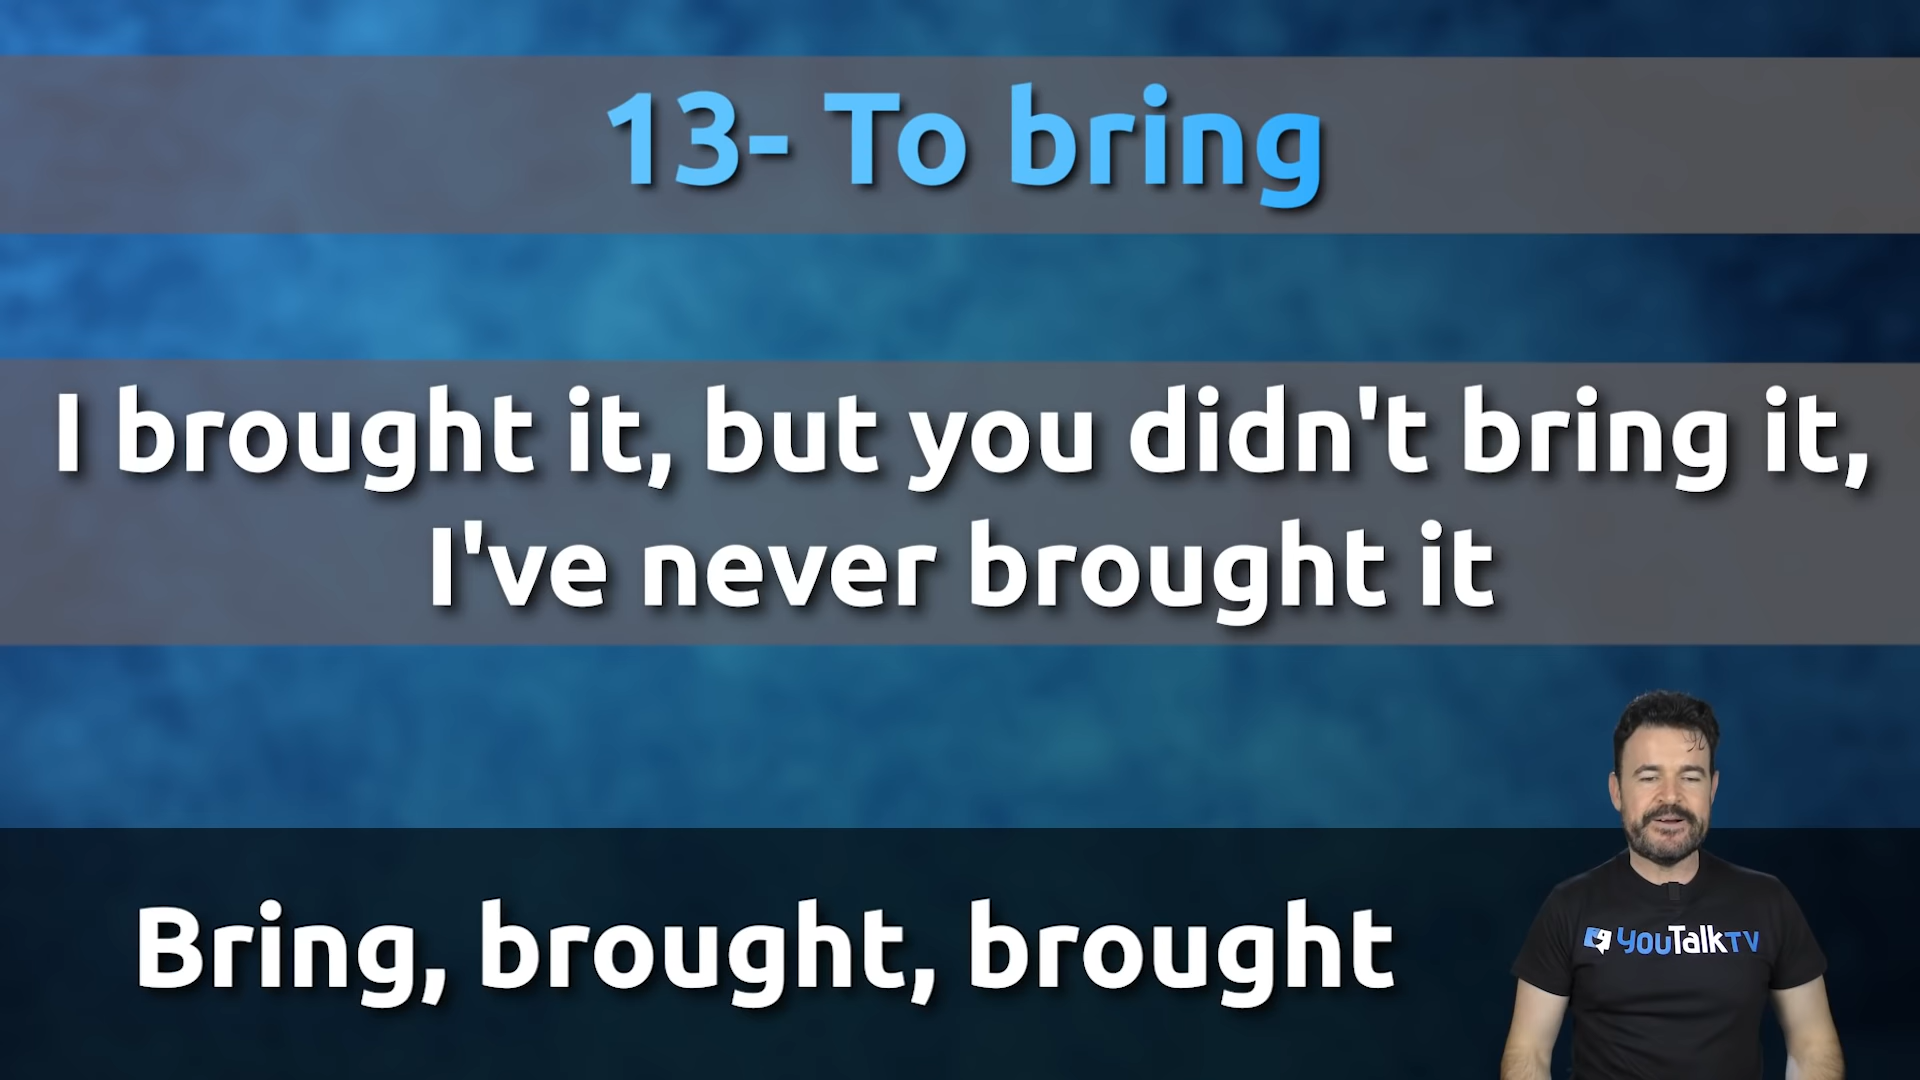 13- To bring
I brought it, but you didn't bring it,
I've never brought it
Bring, brought, brought
YOUTalkTV